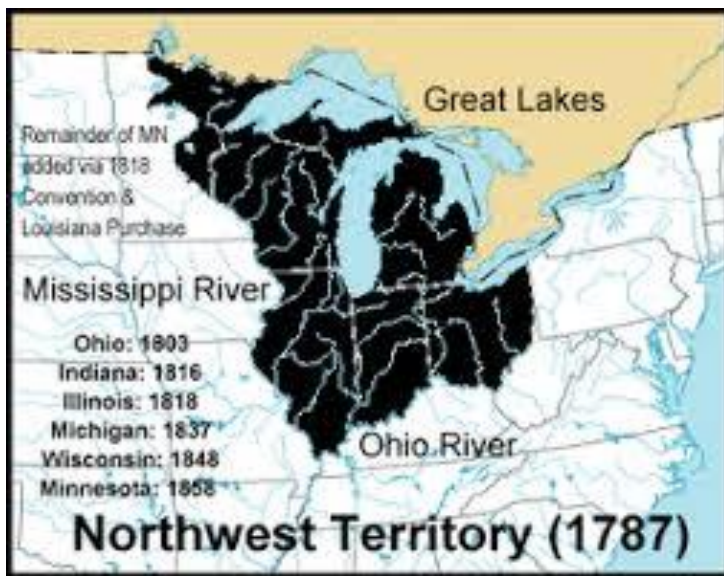 Great Lakes
Remainder of MN
added via 1818
Convention &
Louisiana Purchase
Mississippi River
Ohio: 1803
Indiana: 1816
Illinois: 1818
Michigan: 1837
Wisconsin: 1848
Minnesota: 1858
Ohio River
Northwest Territory (1787)